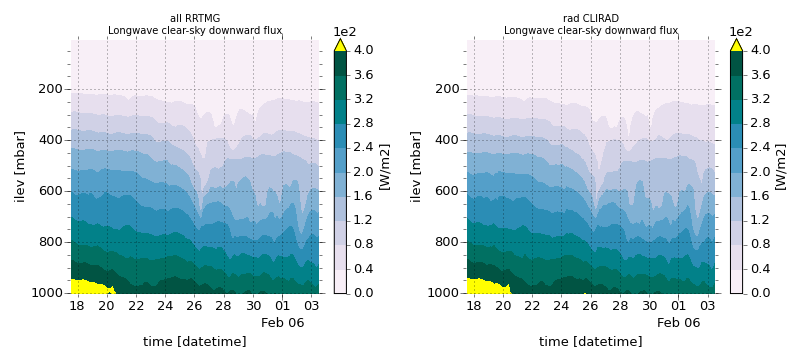 all RRTMG
Longwave clear-sky downward flux
1e2
4.0
3.6
3.2
2.8
2.4
2.0
1.6
1.2
0.8
0.4
0.0
[W/m2]
200
400
600
800
1000
ilev [mbar]
18 20 22 24 26 28 30 01 03
Feb 06
time [datetime]
rad CLIRAD
Longwave clear-sky downward flux
1e2
4.0
3.6
3.2
2.8
2.4
2.0
1.6
1.2
0.8
0.4
0.0
[W/m2]
200
400
600
800
1000
ilev [mbar]
18 20 22 24 26 28 30 01 03
Feb 06
time [datetime]